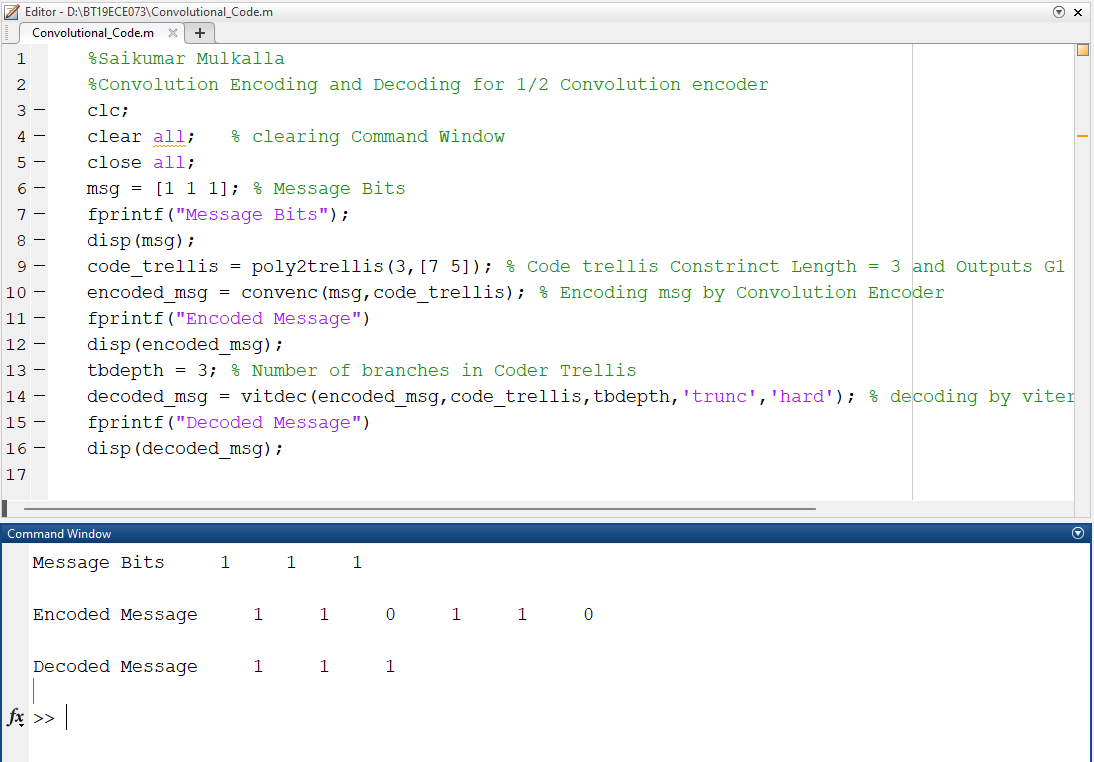 Editor - D:\BT19ECE073\Convolutional_Code.m
Convolutional_Code.m
1 %Saikumar Mulkalla
2 %Convolution Encoding and Decoding for 1/2 Convolution encoder
3 — clc;
4 — clear all; % clearing Command Window
5 — close all;
6 — msg = [1 1 1]; % Message Bits
7 — fprintf("Message Bits");
8 — disp(msg);
9 — code_trellis = poly2trellis(3,[7 5]); % Code trellis Constrinct Length = 3 and Outputs G1
10 — encoded_msg = convenc(msg,code_trellis); % Encoding msg by Convolution Encoder
11 — fprintf("Encoded Message")
12 — disp(encoded_msg);
13 — tbdepth = 3; % Number of branches in Coder Trellis
14 — decoded_msg = vitdec(encoded_msg,code_trellis,tbdepth,'trunc','hard'); % decoding by viter
15 — fprintf("Decoded Message")
16 — disp(decoded_msg);
17
Command Window
Message Bits 1 1 1
Encoded Message 1 1 0 1 1 0
Decoded Message 1 1 1
fx >>